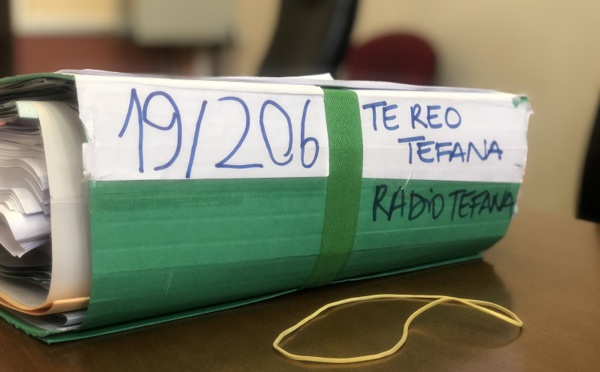 19/206
TE REO
TEFANA
RADiO TEFANA